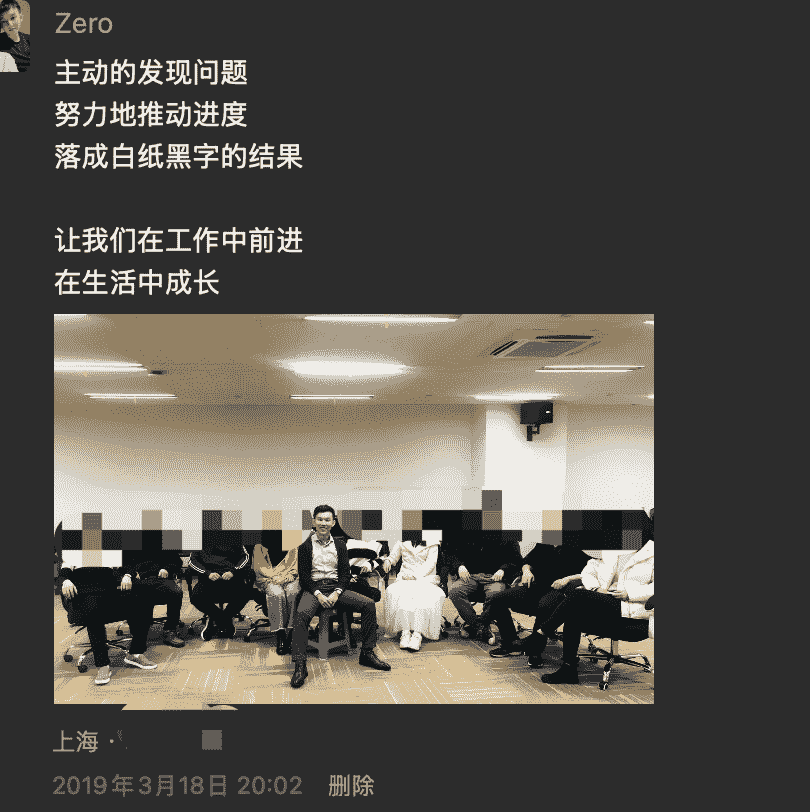 Zero
主动的发现问题
努力地推动进度
落成白纸黑字的结果
让我们在工作中前进
在生活中成长
上海·
2019年3月18日 20:02 删除